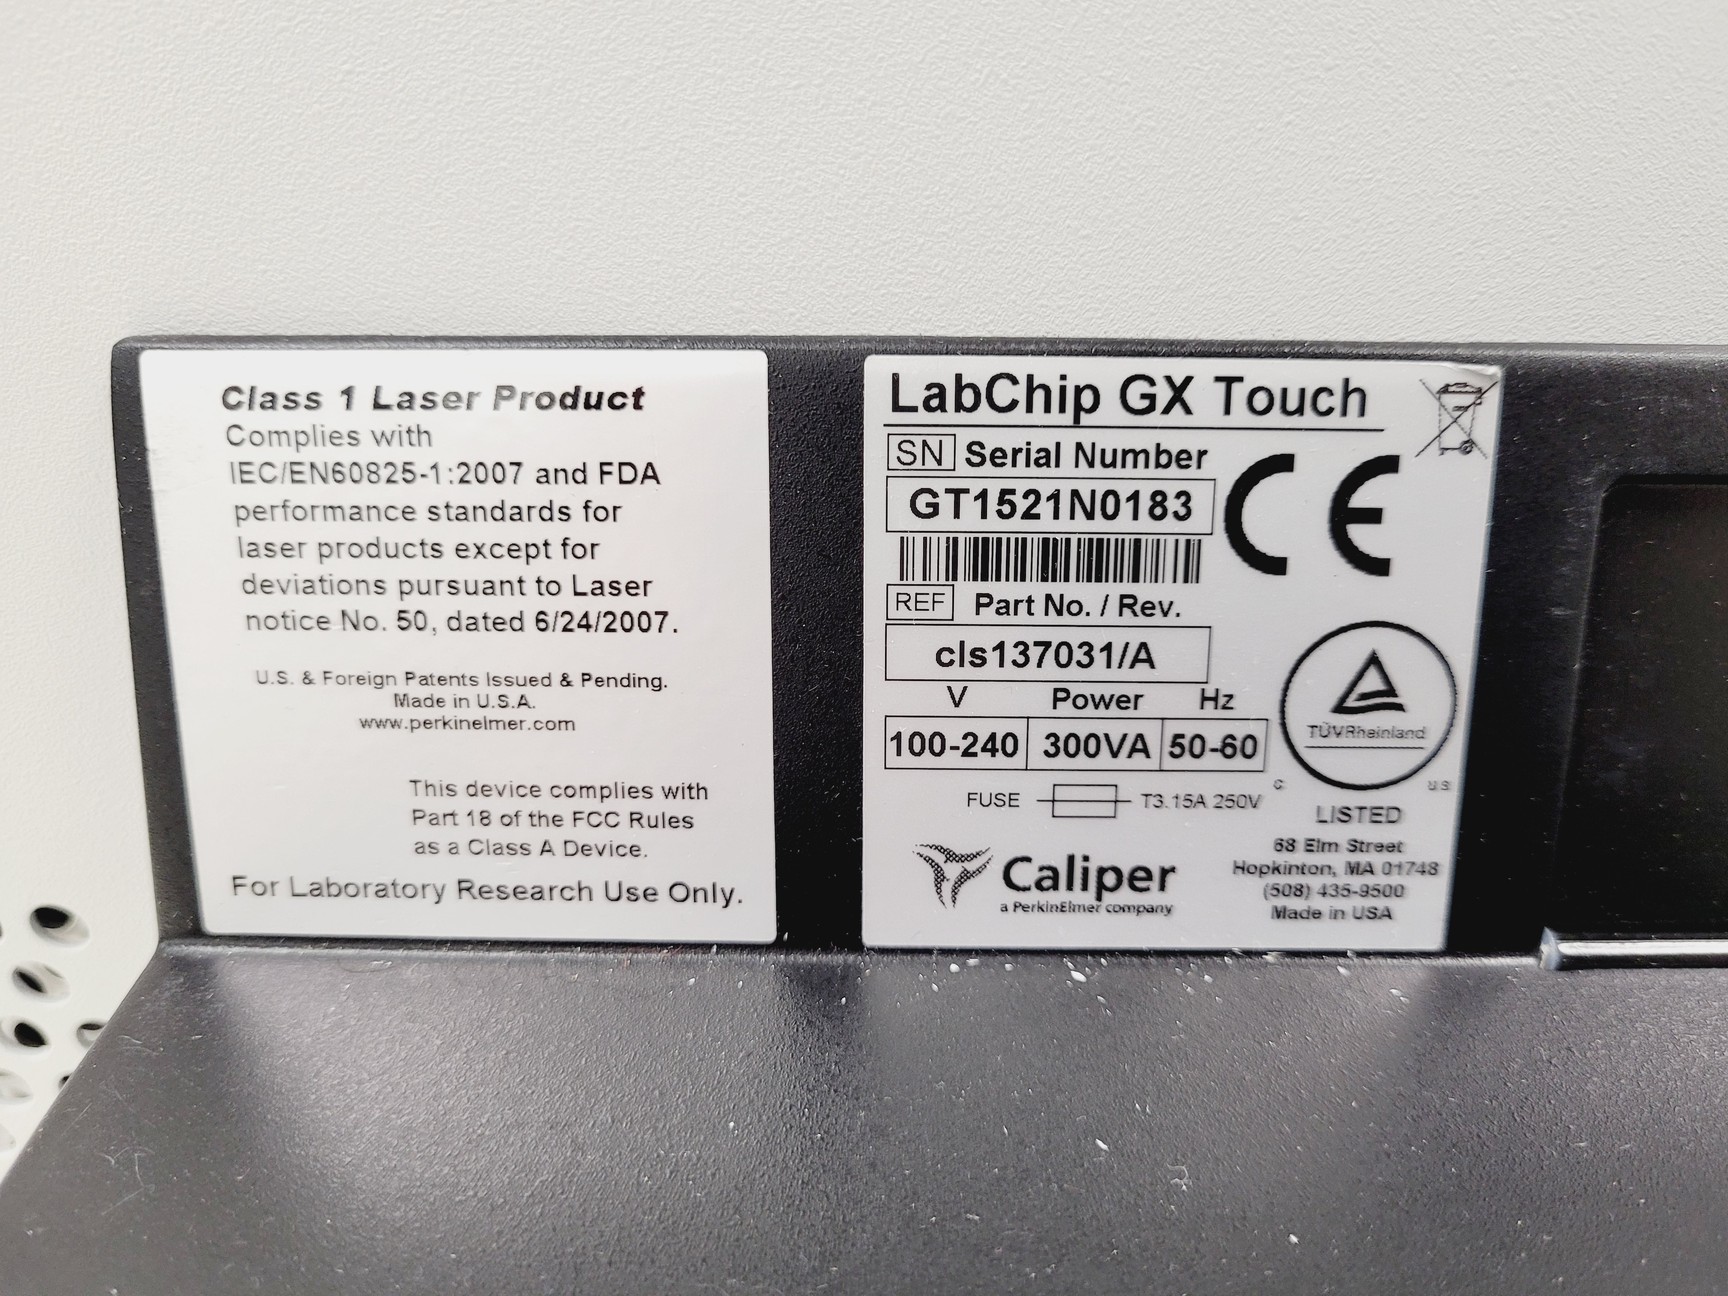 Class 1 Laser Product
Complies with
IEC/EN60825-1:2007 and FDA
performance standards for
laser products except for
deviations pursuant to Laser
notice No. 50, dated 6/24/2007.
U.S. & Foreign Patents Issued & Pending.
Made in U.S.A.
www.perkinelmer.com
This device complies with
Part 18 of the FCC Rules
as a Class A Device.
For Laboratory Research Use Only.
LabChip GX Touch
SN Serial Number
GT1521N0183
CE
REF Part No. / Rev.
cls137031/A
V Power Hz
100-240 300VA 50-60
FUSE T3.15A 250V
TÜVRheinland
C US
LISTED
Caliper
a PerkinElmer company
68 Elm Street
Hopkinton, MA 01748
(508) 435-9500
Made in USA